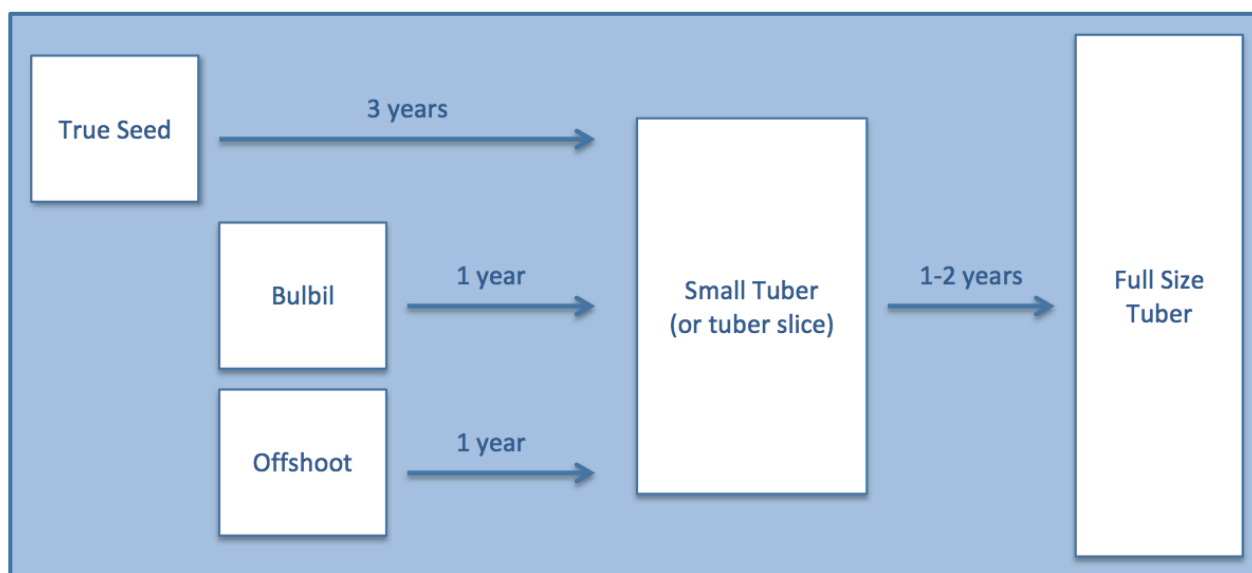 True Seed
3 years
Bulbil
1 year
Offshoot
1 year
Small Tuber
(or tuber slice)
1-2 years
Full Size
Tuber